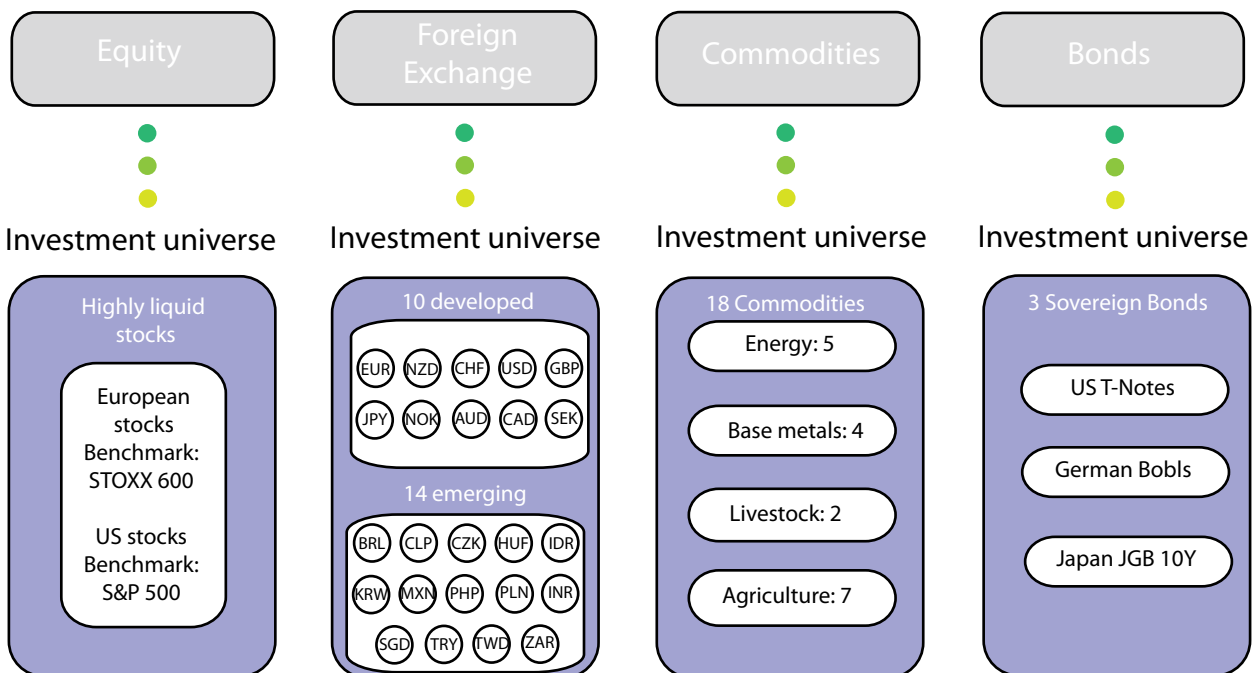 Equity
Foreign
Exchange
Commodities
Bonds
Investment universe
Investment universe
Investment universe
Investment universe
Highly liquid
stocks
European
stocks
Benchmark:
STOXX 600
US stocks
Benchmark:
S&P 500
10 developed
EUR NZD CHF USD GBP
JPY NOK AUD CAD SEK
14 emerging
BRL CLP CZK HUF IDR
KRW MXN PHP PLN INR
SGD TRY TWD ZAR
18 Commodities
Energy: 5
Base metals: 4
Livestock: 2
Agriculture: 7
3 Sovereign Bonds
US T-Notes
German Bobls
Japan JGB 10Y